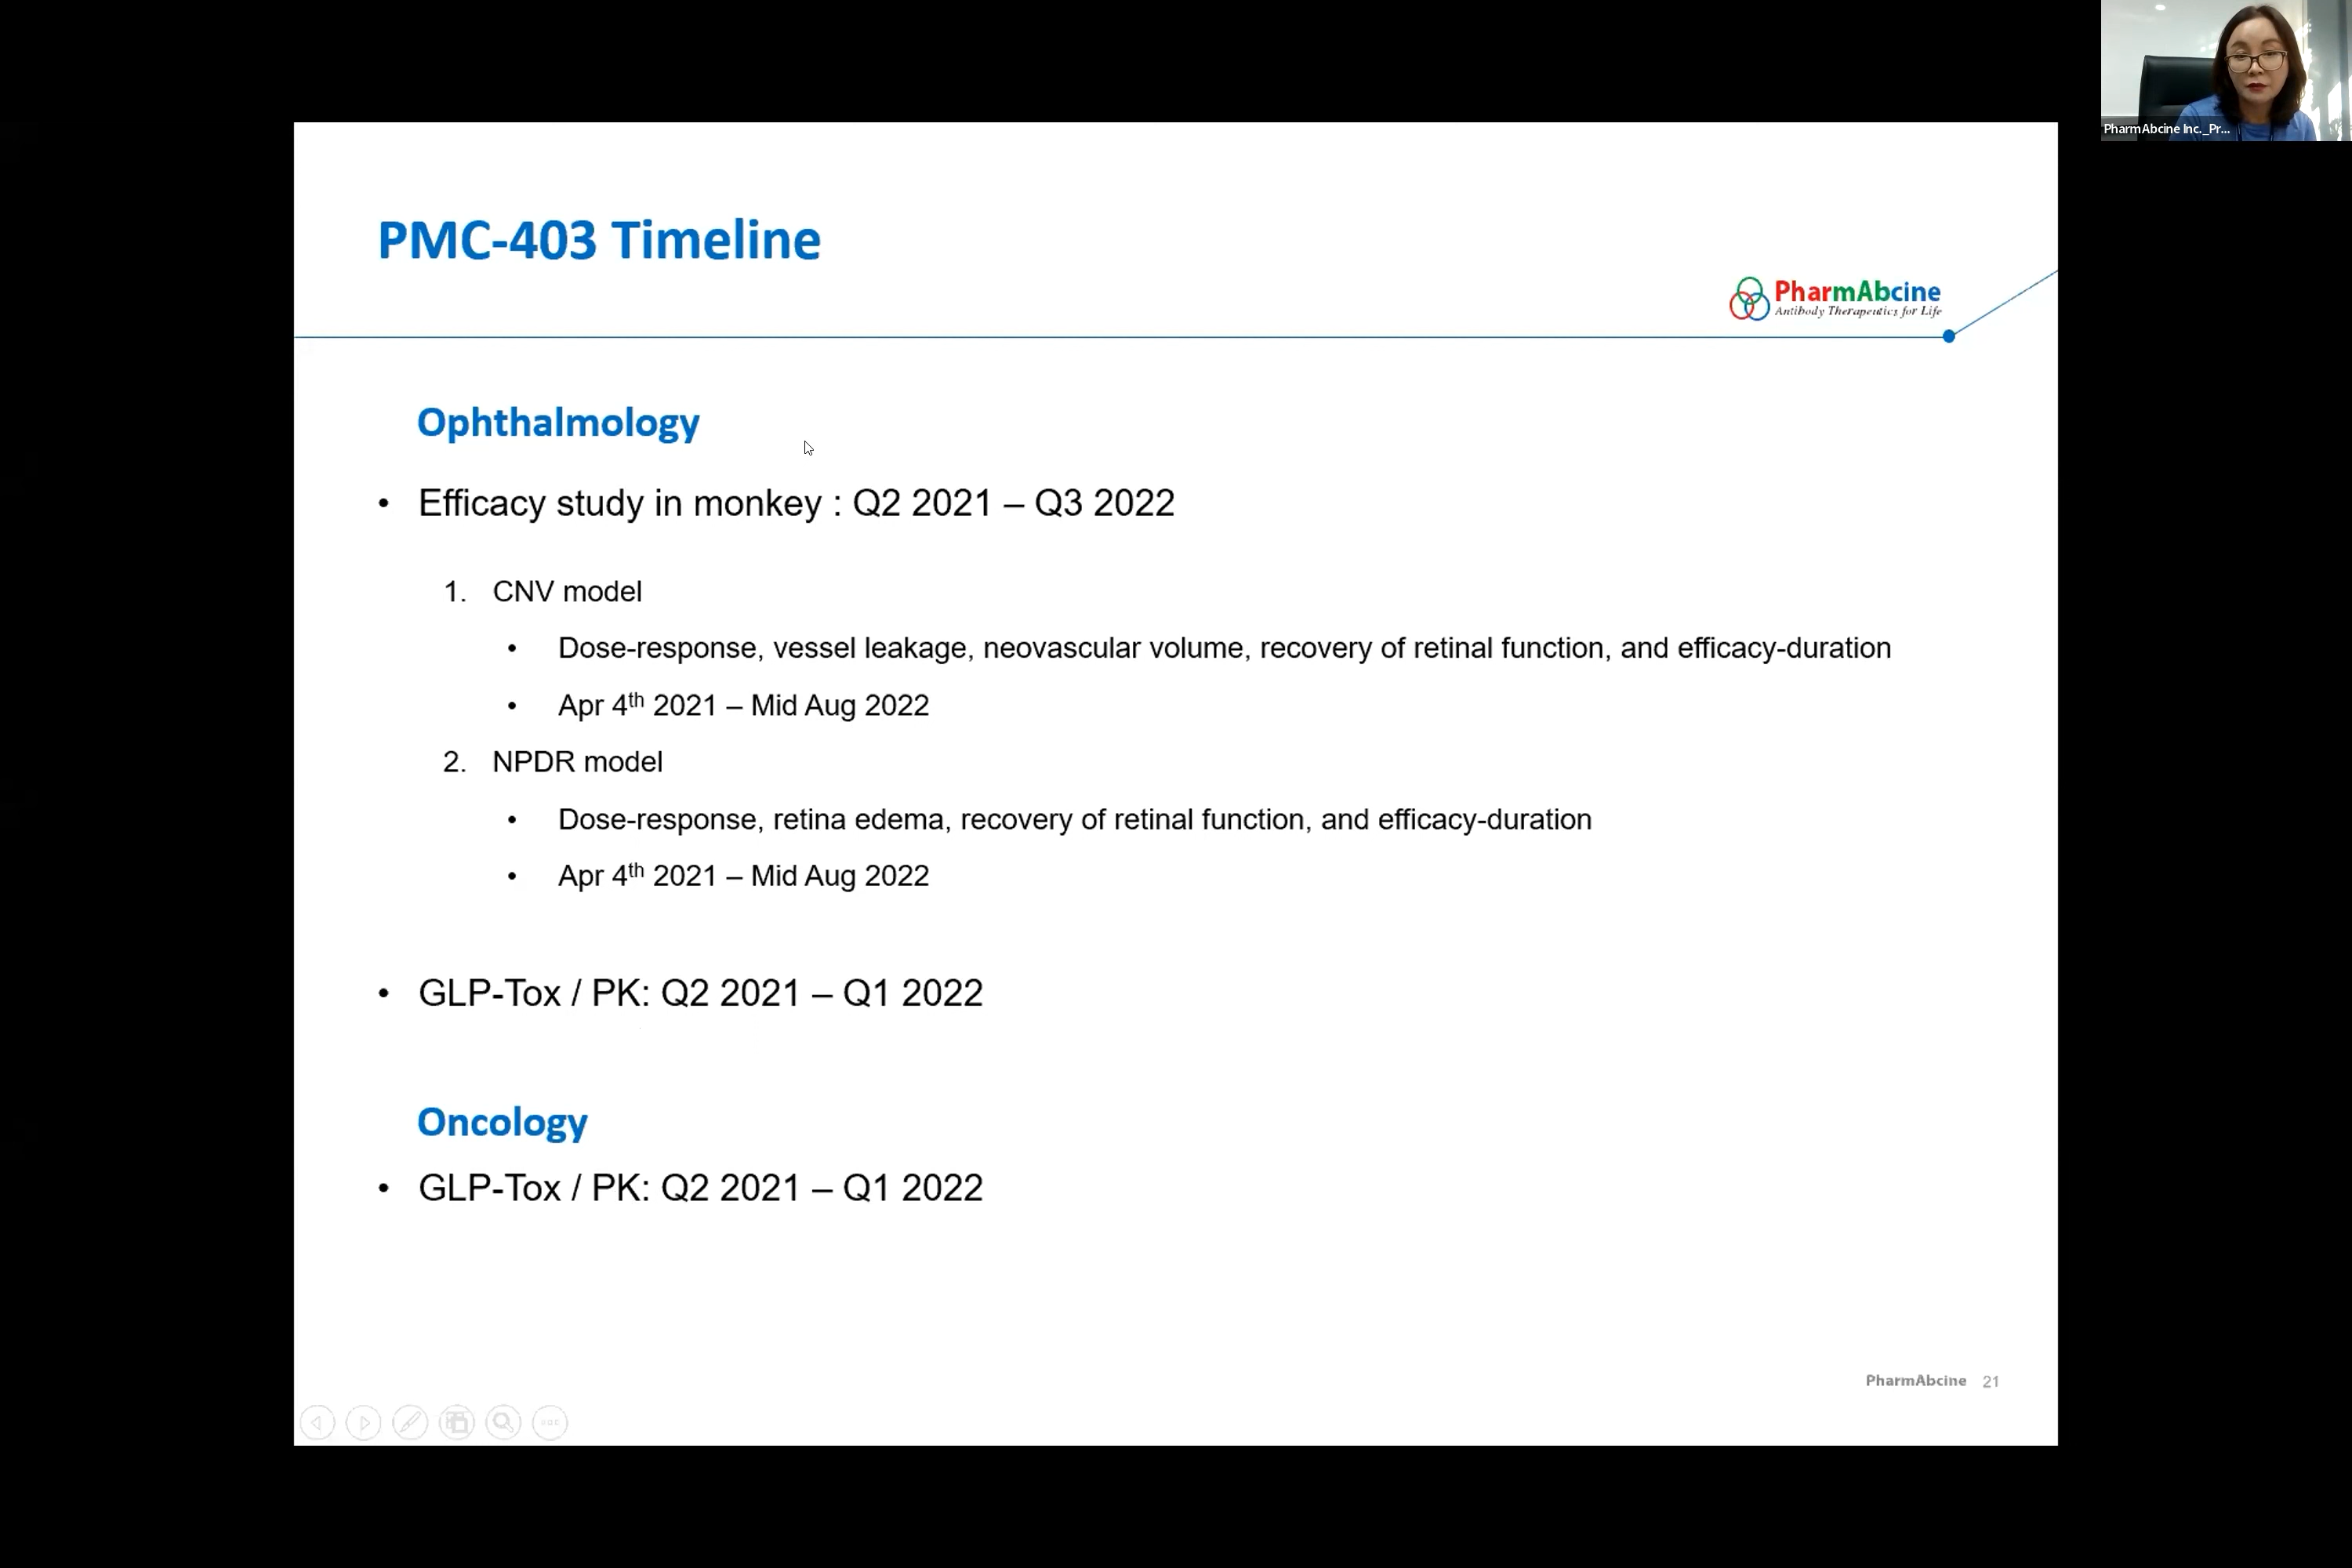 PharmAbcine Inc._Pr...
PMC-403 Timeline
PharmAbcine
Antibody Therapeutics for Life
Ophthalmology
• Efficacy study in monkey : Q2 2021 – Q3 2022
1. CNV model
• Dose-response, vessel leakage, neovascular volume, recovery of retinal function, and efficacy-duration
• Apr 4th 2021 – Mid Aug 2022
2. NPDR model
• Dose-response, retina edema, recovery of retinal function, and efficacy-duration
• Apr 4th 2021 – Mid Aug 2022
• GLP-Tox / PK: Q2 2021 – Q1 2022
Oncology
• GLP-Tox / PK: Q2 2021 – Q1 2022
PharmAbcine 21